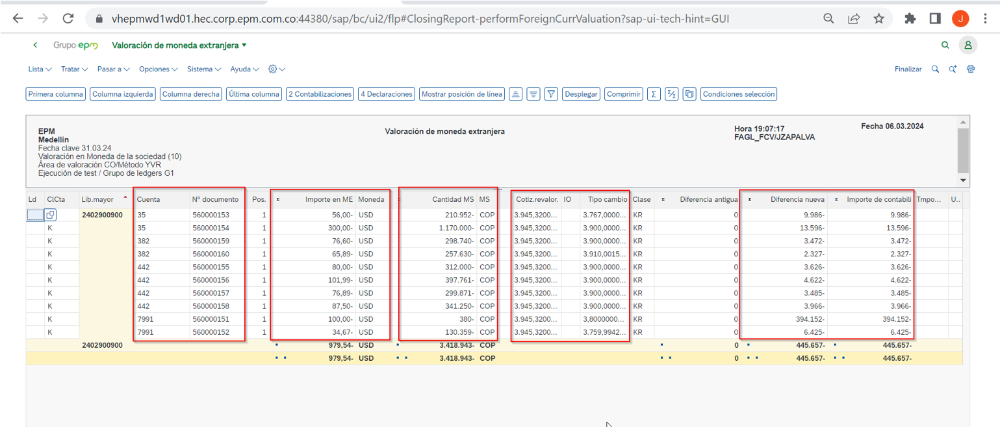 vhepmwd1wd01.hec.corp.epm.com.co:44380/sap/bc/ui2/flp#ClosingReport-performForeignCurrValuation?sap-ui-tech-hint=GUI
J
Grupo·epm Valoración de moneda extranjera
Lista Tratar Pasar a Opciones Sistema Ayuda Finalizar
Primera columna Columna izquierda Columna derecha Última columna 2 Contabilizaciones 4 Declaraciones Mostrar posición de línea Desplegar Comprimir Σ Condiciones selección
EPM Valoración de moneda extranjera Hora 19:07:17 Fecha 06.03.2024
Medellín FAGL_FCV/JZAPALVA
Fecha clave 31.03.24
Valoración en Moneda de la sociedad (10)
Área de valoración CO/Método YVR
Ejecución de test / Grupo de ledgers G1
Ld ClCta Lib.mayor Cuenta Nº documento Pos. Σ Importe en ME Moneda Σ Cantidad MS MS Cotiz.revalor. IO Tipo cambio Clase Σ Diferencia antigua Σ Diferencia nueva Σ Importe de contabili Tmpo... U..
2402900900 35 560000153 1 56,00- USD 210.952- COP 3.945,3200... 3.767,0000... KR 0 9.986- 9.986-
K 35 560000154 1 300,00- USD 1.170.000- COP 3.945,3200... 3.900,0000... KR 0 13.596- 13.596-
K 382 560000159 1 76,60- USD 298.740- COP 3.945,3200... 3.900,0000... KR 0 3.472- 3.472-
K 382 560000160 1 65,89- USD 257.630- COP 3.945,3200... 3.910,0015... KR 0 2.327- 2.327-
K 442 560000155 1 80,00- USD 312.000- COP 3.945,3200... 3.900,0000... KR 0 3.626- 3.626-
K 442 560000156 1 101,99- USD 397.761- COP 3.945,3200... 3.900,0000... KR 0 4.622- 4.622-
K 442 560000157 1 76,89- USD 299.871- COP 3.945,3200... 3.900,0000... KR 0 3.485- 3.485-
K 442 560000158 1 87,50- USD 341.250- COP 3.945,3200... 3.900,0000... KR 0 3.966- 3.966-
K 7991 560000151 1 100,00- USD 380- COP 3.945,3200... 3,8000000... KR 0 394.152- 394.152-
K 7991 560000152 1 34,67- USD 130.359- COP 3.945,3200... 3.759,9942... KR 0 6.425- 6.425-
2402900900 979,54- USD 3.418.943- COP 0 445.657- 445.657-
979,54- USD 3.418.943- COP 0 445.657- 445.657-